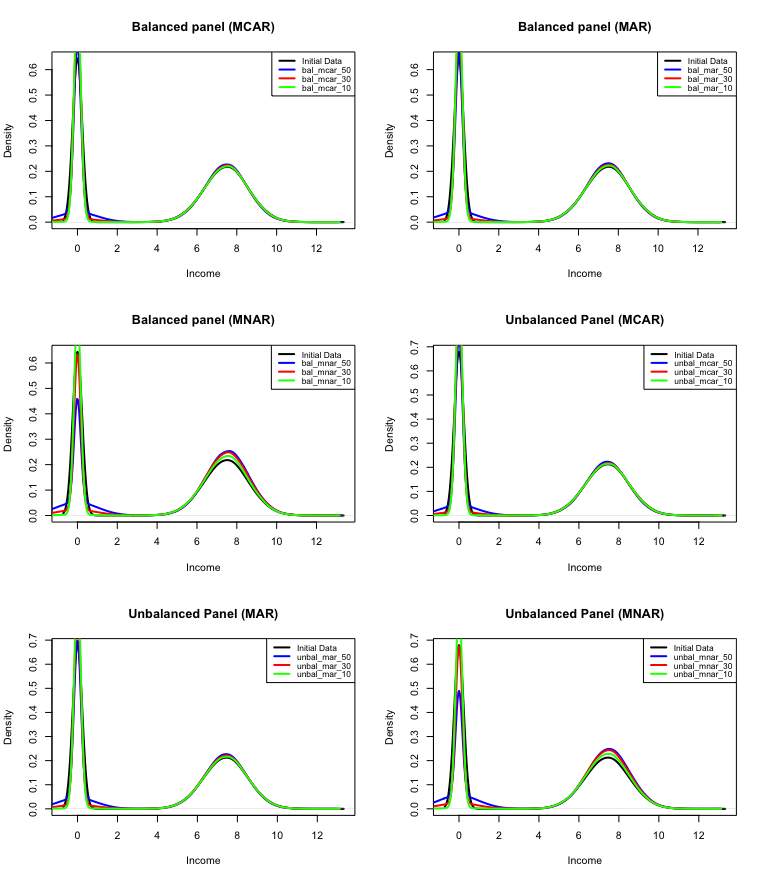 Balanced panel (MCAR)
Density
0.0 0.1 0.2 0.3 0.4 0.5 0.6
Initial Data
bal_mcar_50
bal_mcar_30
bal_mcar_10
0 2 4 6 8 10 12
Income
Balanced panel (MAR)
Density
0.0 0.1 0.2 0.3 0.4 0.5 0.6
Initial Data
bal_mar_50
bal_mar_30
bal_mar_10
0 2 4 6 8 10 12
Income
Balanced panel (MNAR)
Density
0.0 0.1 0.2 0.3 0.4 0.5 0.6
Initial Data
bal_mnar_50
bal_mnar_30
bal_mnar_10
0 2 4 6 8 10 12
Income
Unbalanced Panel (MCAR)
Density
0.0 0.1 0.2 0.3 0.4 0.5 0.6 0.7
Initial Data
unbal_mcar_50
unbal_mcar_30
unbal_mcar_10
0 2 4 6 8 10 12
Income
Unbalanced Panel (MAR)
Density
0.0 0.1 0.2 0.3 0.4 0.5 0.6 0.7
Initial Data
unbal_mar_50
unbal_mar_30
unbal_mar_10
0 2 4 6 8 10 12
Income
Unbalanced Panel (MNAR)
Density
0.0 0.1 0.2 0.3 0.4 0.5 0.6 0.7
Initial Data
unbal_mnar_50
unbal_mnar_30
unbal_mnar_10
0 2 4 6 8 10 12
Income